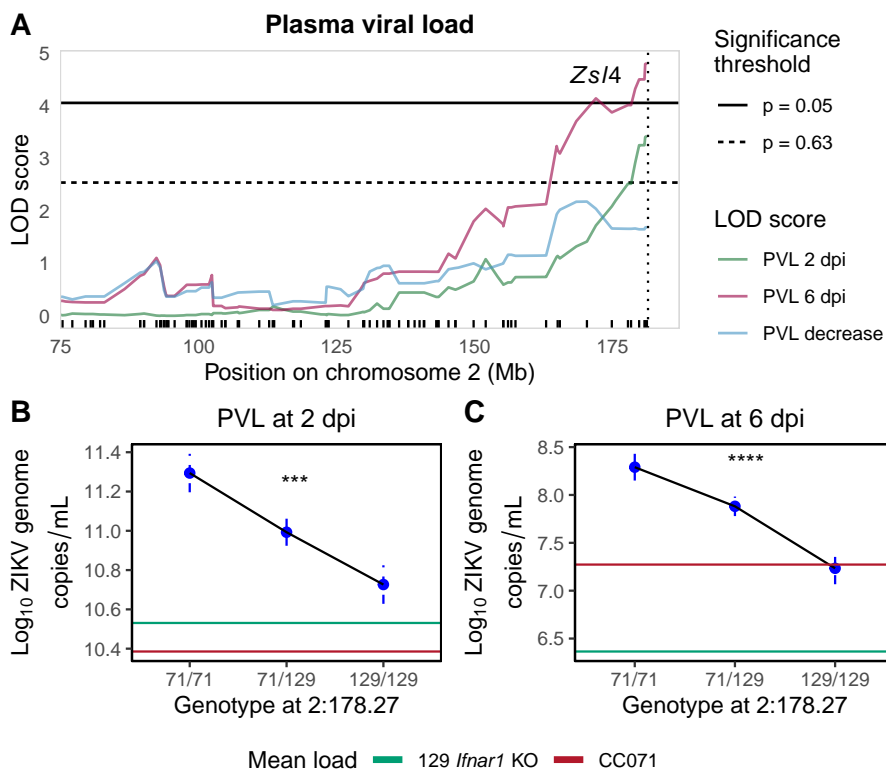 A
Plasma viral load
Zsl4
LOD score
5
4
3
2
1
0
75
100
125
150
175
Position on chromosome 2 (Mb)
Significance
threshold
p = 0.05
p = 0.63
LOD score
PVL 2 dpi
PVL 6 dpi
PVL decrease
B
PVL at 2 dpi
Log10 ZIKV genome
copies/mL
11.4
11.2
11.0
10.8
10.6
10.4
***
71/71
71/129
129/129
Genotype at 2:178.27
C
PVL at 6 dpi
Log10 ZIKV genome
copies/mL
8.5
8.0
7.5
7.0
6.5
****
71/71
71/129
129/129
Genotype at 2:178.27
Mean load
129 Ifnar1 KO
CC071